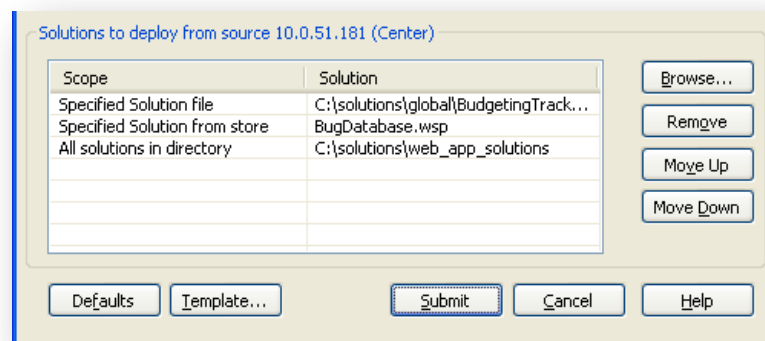 Solutions to deploy from source 10.0.51.181 (Center)
Scope Solution
Specified Solution file C:\solutions\global\BudgetingTrack...
Specified Solution from store BugDatabase.wsp
All solutions in directory C:\solutions\web_app_solutions
Browse...
Remove
Move Up
Move Down
Defaults Template... Submit Cancel Help